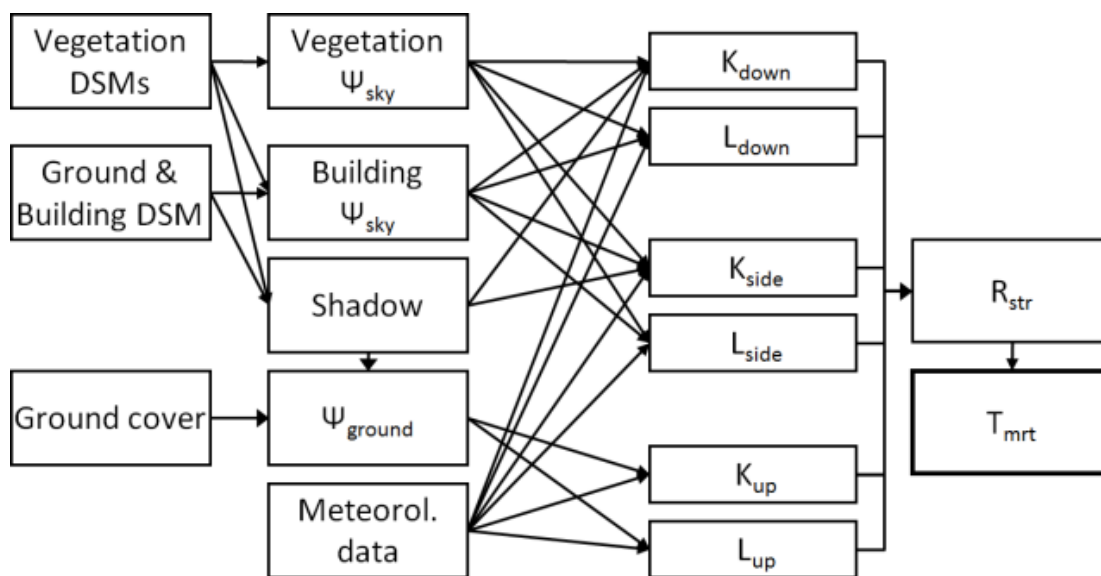 Vegetation
DSMs
Ground &
Building DSM
Ground cover
Vegetation
Ψsky
Building
Ψsky
Shadow
Ψground
Meteorol.
data
Kdown
Ldown
Kside
Lside
Kup
Lup
Rstr
Tmrt